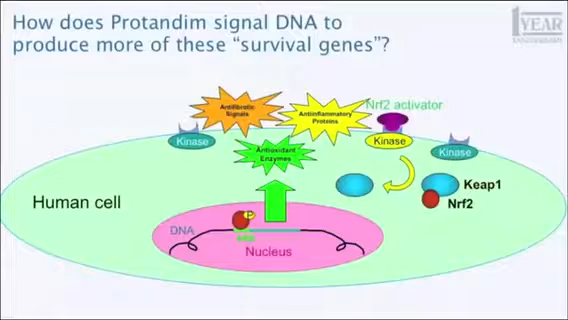 How does Protandim signal DNA to
produce more of these “survival genes”?
1 YEAR
Antifibrotic
Signals
Antiinflammatory
Proteins
Nrf2 activator
Kinase
Kinase
Kinase
Antioxidant
Enzymes
Keap1
Nrf2
Human cell
P
DNA
Nucleus